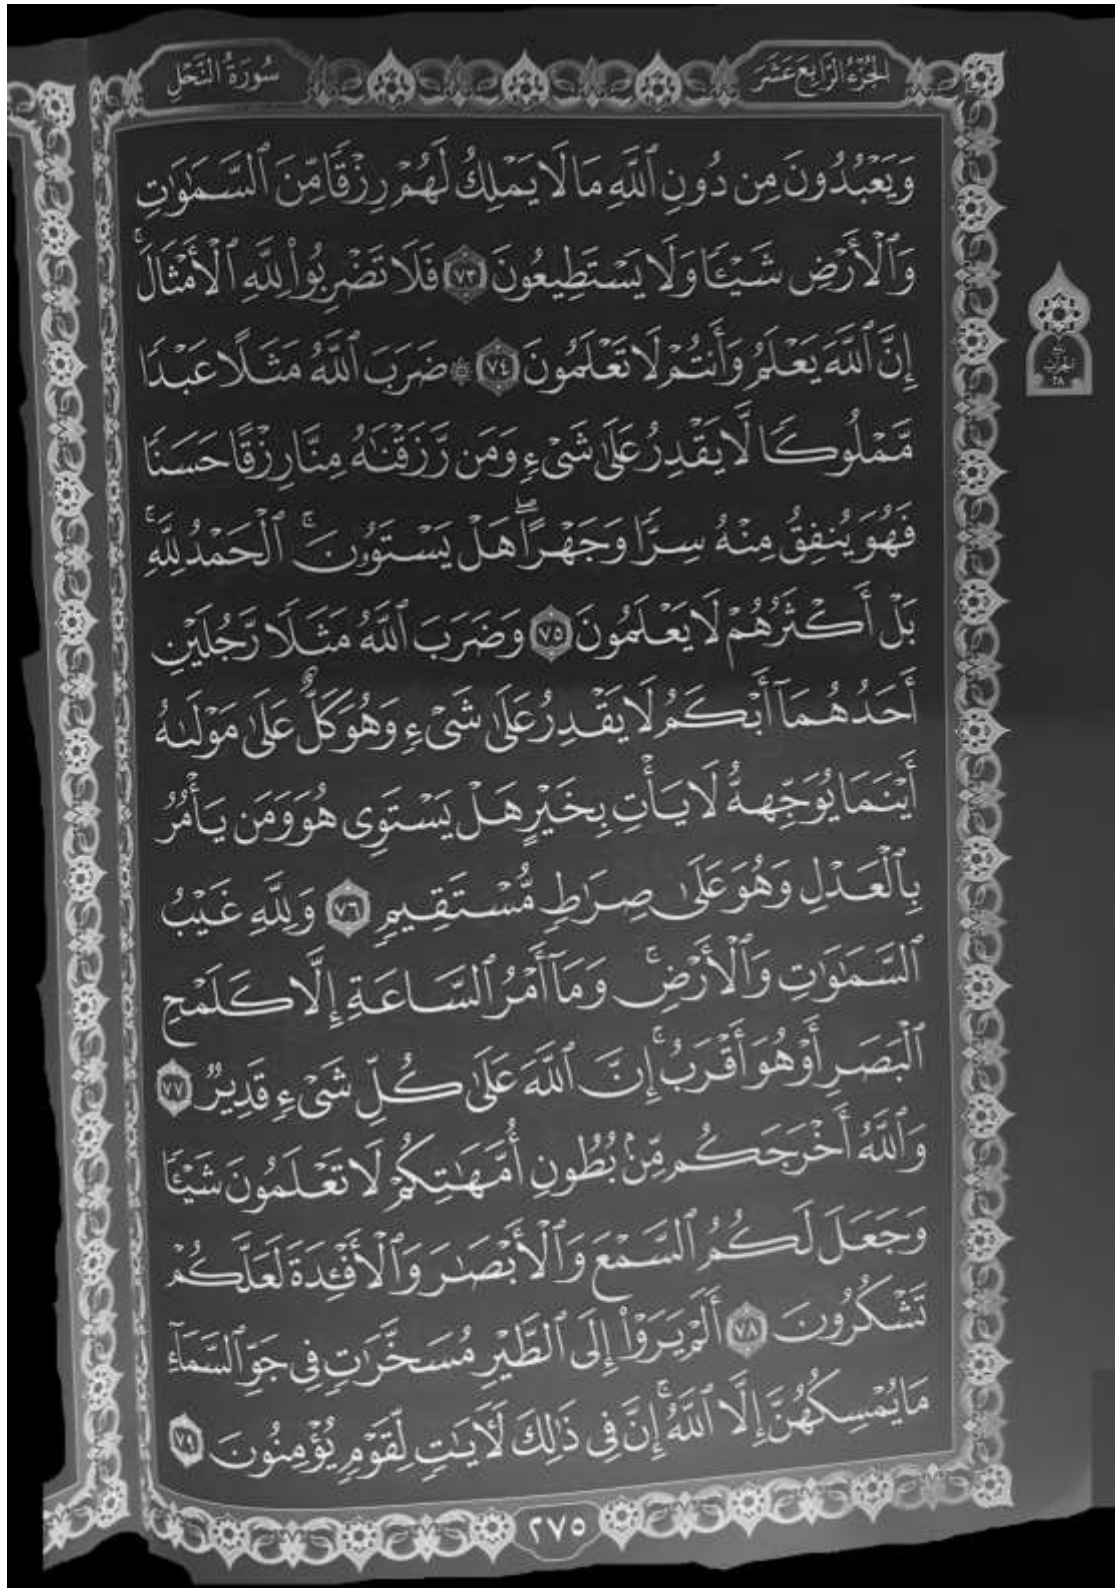 الجُزْءُ الرَّابِعَ عَشَرَ
سُورَةُ النَّحْلِ
وَيَعْبُدُونَ مِن دُونِ ٱللَّهِ مَا لَا يَمْلِكُ لَهُمْ رِزْقًا مِّنَ ٱلسَّمَٰوَٰتِ
وَٱلْأَرْضِ شَيْـًٔا وَلَا يَسْتَطِيعُونَ ٧٣ فَلَا تَضْرِبُوا۟ لِلَّهِ ٱلْأَمْثَالَ ۚ
إِنَّ ٱللَّهَ يَعْلَمُ وَأَنتُمْ لَا تَعْلَمُونَ ٧٤ ۞ ضَرَبَ ٱللَّهُ مَثَلًا عَبْدًا
مَّمْلُوكًا لَّا يَقْدِرُ عَلَىٰ شَىْءٍ وَمَن رَّزَقْنَٰهُ مِنَّا رِزْقًا حَسَنًا
فَهُوَ يُنفِقُ مِنْهُ سِرًّا وَجَهْرًا ۖ هَلْ يَسْتَوُۥنَ ۚ ٱلْحَمْدُ لِلَّهِ ۚ
بَلْ أَكْثَرُهُمْ لَا يَعْلَمُونَ ٧٥ وَضَرَبَ ٱللَّهُ مَثَلًا رَّجُلَيْنِ
أَحَدُهُمَآ أَبْكَمُ لَا يَقْدِرُ عَلَىٰ شَىْءٍ وَهُوَ كَلٌّ عَلَىٰ مَوْلَىٰهُ
أَيْنَمَا يُوَجِّههُّ لَا يَأْتِ بِخَيْرٍ هَلْ يَسْتَوِى هُوَ وَمَن يَأْمُرُ
بِٱلْعَدْلِ وَهُوَ عَلَىٰ صِرَٰطٍ مُّسْتَقِيمٍ ٧٦ وَلِلَّهِ غَيْبُ
ٱلسَّمَٰوَٰتِ وَٱلْأَرْضِ ۚ وَمَآ أَمْرُ ٱلسَّاعَةِ إِلَّا كَلَمْحِ
ٱلْبَصَرِ أَوْ هُوَ أَقْرَبُ ۚ إِنَّ ٱللَّهَ عَلَىٰ كُلِّ شَىْءٍ قَدِيرٌ ٧٧
وَٱللَّهُ أَخْرَجَكُم مِّنۢ بُطُونِ أُمَّهَٰتِكُمْ لَا تَعْلَمُونَ شَيْـًٔا
وَجَعَلَ لَكُمُ ٱلسَّمْعَ وَٱلْأَبْصَٰرَ وَٱلْأَفْـِٔدَةَ لَعَلَّكُمْ
تَشْكُرُونَ ٧٨ أَلَمْ يَرَوْا۟ إِلَى ٱلطَّيْرِ مُسَخَّرَٰتٍ فِى جَوِّ ٱلسَّمَآءِ
مَا يُمْسِكُهُنَّ إِلَّا ٱللَّهُ ۚ إِنَّ فِى ذَٰلِكَ لَـَٔايَٰتٍ لِّقَوْمٍ يُؤْمِنُونَ ٧٩
٢٧٥
الحزب
٢٨